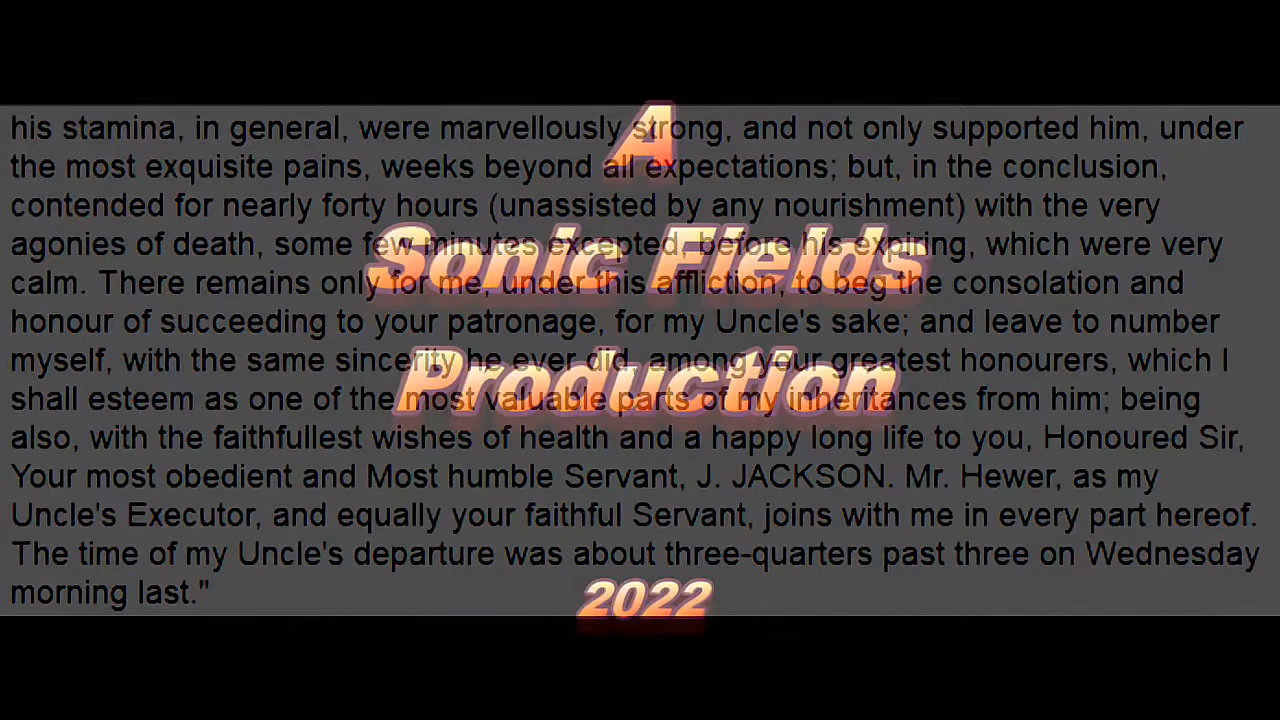 his stamina, in general, were marvellously strong, and not only supported him, under
the most exquisite pains, weeks beyond all expectations; but, in the conclusion,
contended for nearly forty hours (unassisted by any nourishment) with the very
agonies of death, some few minutes excepted, before his expiring, which were very
calm. There remains only for me, under this affliction, to beg the consolation and
honour of succeeding to your patronage, for my Uncle's sake; and leave to number
myself, with the same sincerity he ever did, among your greatest honourers, which I
shall esteem as one of the most valuable parts of my inheritances from him; being
also, with the faithfullest wishes of health and a happy long life to you, Honoured Sir,
Your most obedient and Most humble Servant, J. JACKSON. Mr. Hewer, as my
Uncle's Executor, and equally your faithful Servant, joins with me in every part hereof.
The time of my Uncle's departure was about three-quarters past three on Wednesday
morning last."
A
Sonic Fields
Production
2022